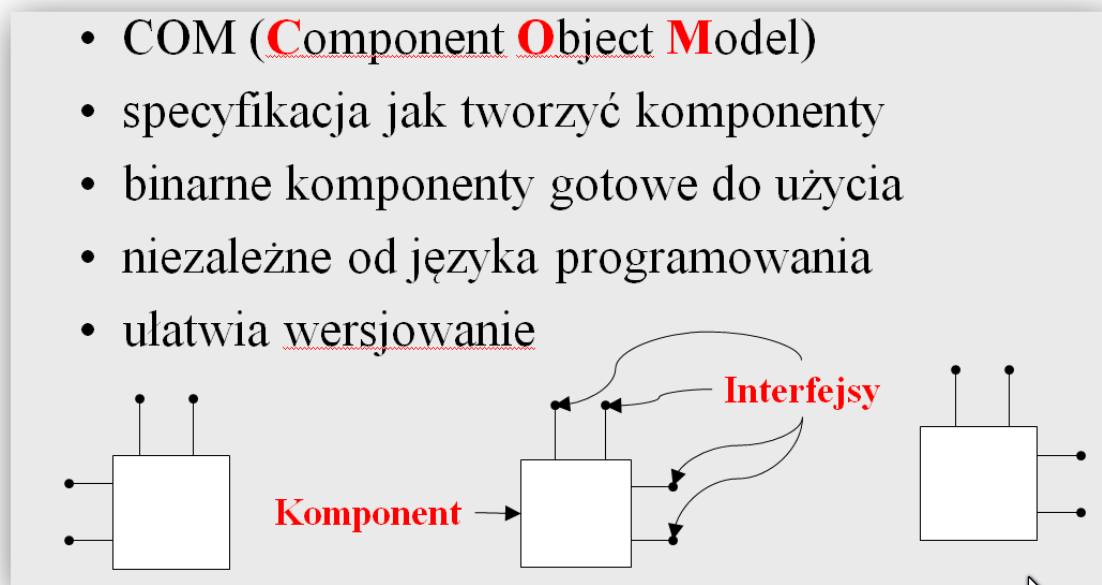 • COM (Component Object Model)
• specyfikacja jak tworzyć komponenty
• binarne komponenty gotowe do użycia
• niezależne od języka programowania
• ułatwia wersjowanie
Interfejsy
Komponent